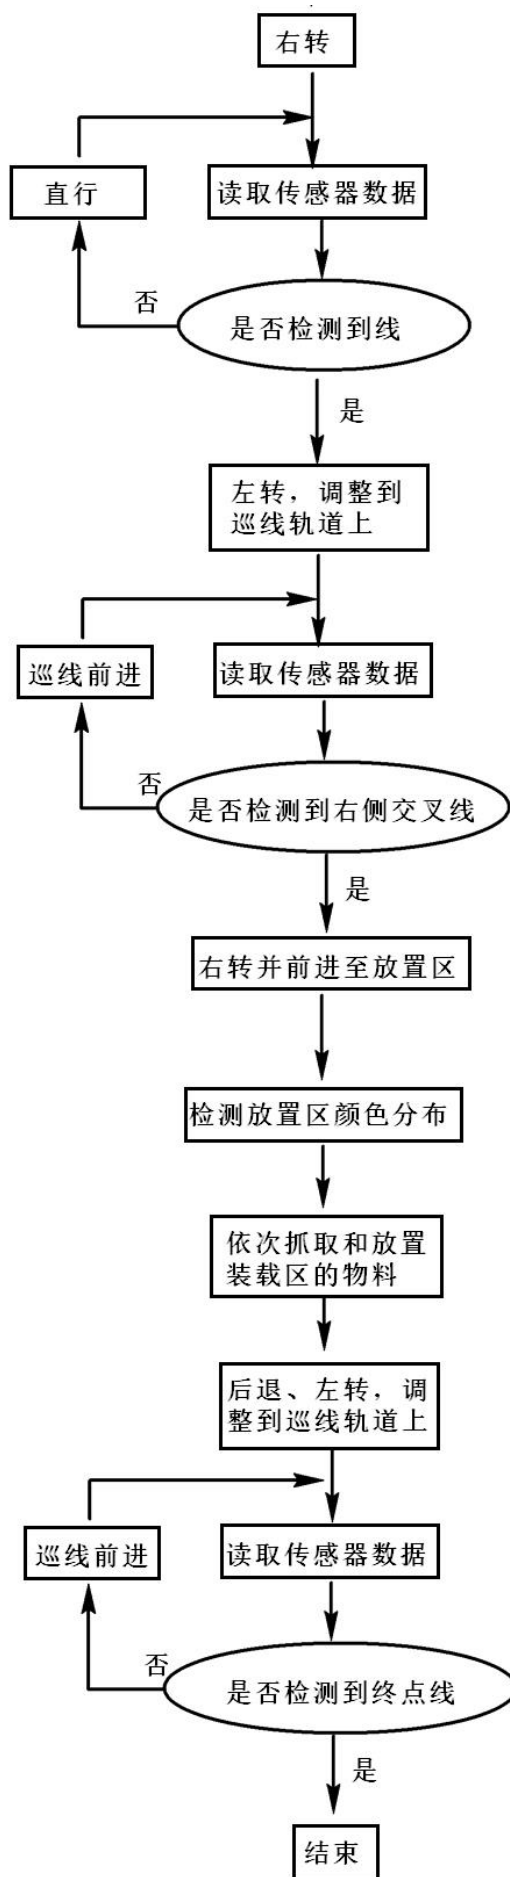 右转
直行
读取传感器数据
否
是否检测到线
是
左转，调整到
巡线轨道上
巡线前进
读取传感器数据
否
是否检测到右侧交叉线
是
右转并前进至放置区
检测放置区颜色分布
依次抓取和放置
装载区的物料
后退、左转，调
整到巡线轨道上
巡线前进
读取传感器数据
否
是否检测到终点线
是
结束